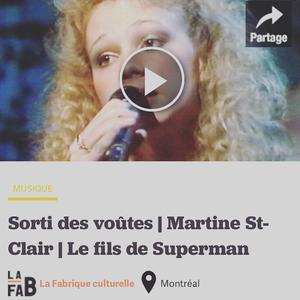 Partage
MUSIQUE
Sorti des voûtes | Martine St-
Clair | Le fils de Superman
LA
FAB La Fabrique culturelle Montréal